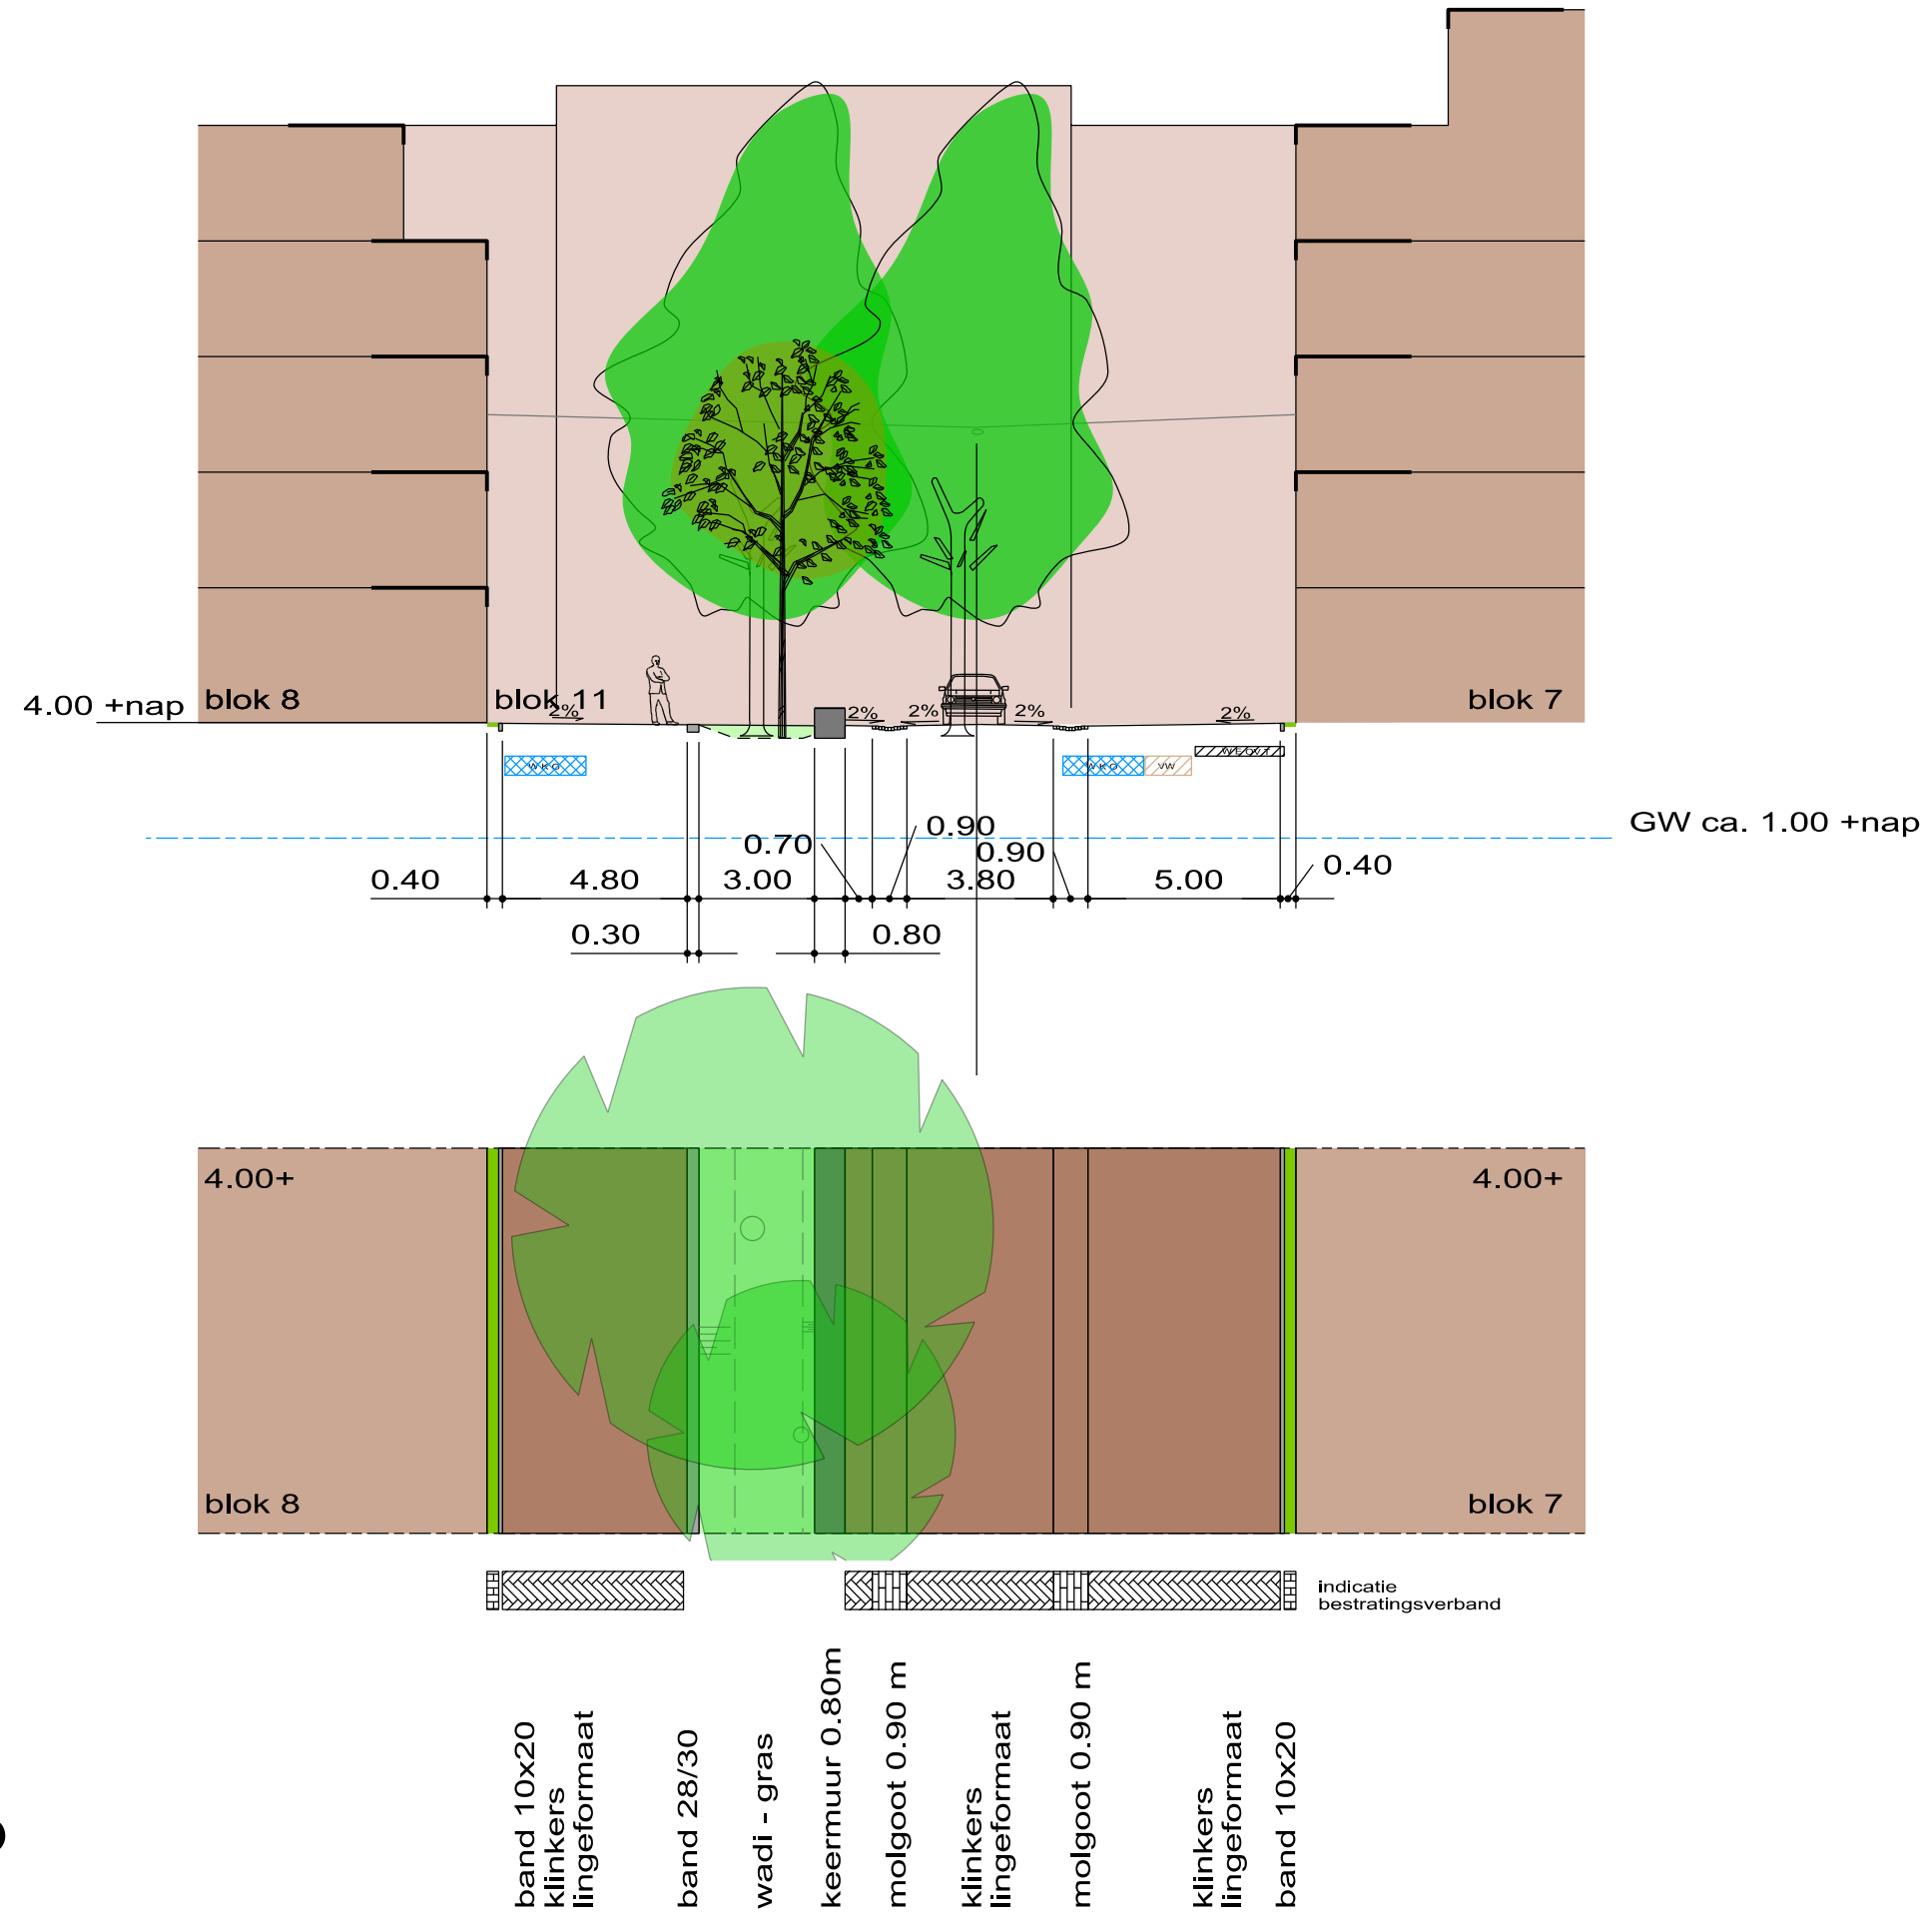 4.00 +nap
blok 8
blok 11
blok 7
2%
2%
2%
2%
2%
WKO
WKO
VW
GW ca. 1.00 +nap
0.70
0.90
0.90
0.40
4.80
3.00
3.80
5.00
0.40
0.30
0.80
4.00+
4.00+
blok 8
blok 7
indicatie
bestratingsverband
band 10x20
klinkers
lingeformaat
band 28/30
wadi - gras
keermuur 0.80m
molgoot 0.90 m
klinkers
lingeformaat
molgoot 0.90 m
klinkers
lingeformaat
band 10x20